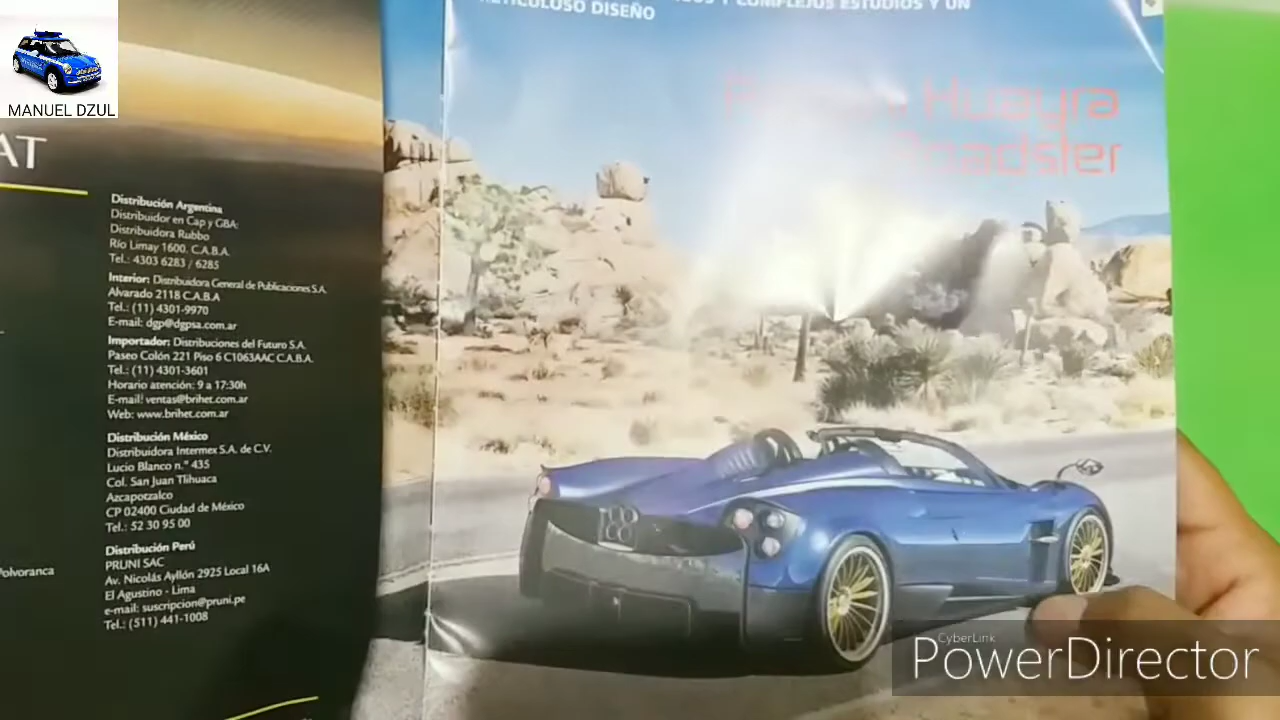 MANUEL DZUL
AT
Distribución Argentina
Distribuidor en Cap y GBA:
Distribuidora Rubbo
Río Limay 1600. C.A.B.A.
Tel.: 4303 6283 / 6285
Interior: Distribuidora General de Publicaciones S.A.
Alvarado 2118 C.A.B.A
Tel.: (11) 4301-9970
E-mail: dgp@dgpsa.com.ar
Importador: Distribuciones del Futuro S.A.
Paseo Colón 221 Piso 6 C1063AAC C.A.B.A.
Tel.: (11) 4301-3601
Horario atención: 9 a 17:30h
E-mail: ventas@brihet.com.ar
Web: www.brihet.com.ar
Distribución México
Distribuidora Intermex S.A. de C.V.
Lucio Blanco n.º 435
Col. San Juan Tlihuaca
Azcapotzalco
CP 02400 Ciudad de México
Tel.: 52 30 95 00
Distribución Perú
PRUNI SAC
Av. Nicolás Ayllón 2925 Local 16A
El Agustino - Lima
e-mail: suscripcion@pruni.pe
Tel.: (511) 441-1008
Polvoranca
Y COMPLEJOS ESTUDIOS Y UN
METICULOSO DISEÑO
Huayra
Roadster
CyberLink
PowerDirector